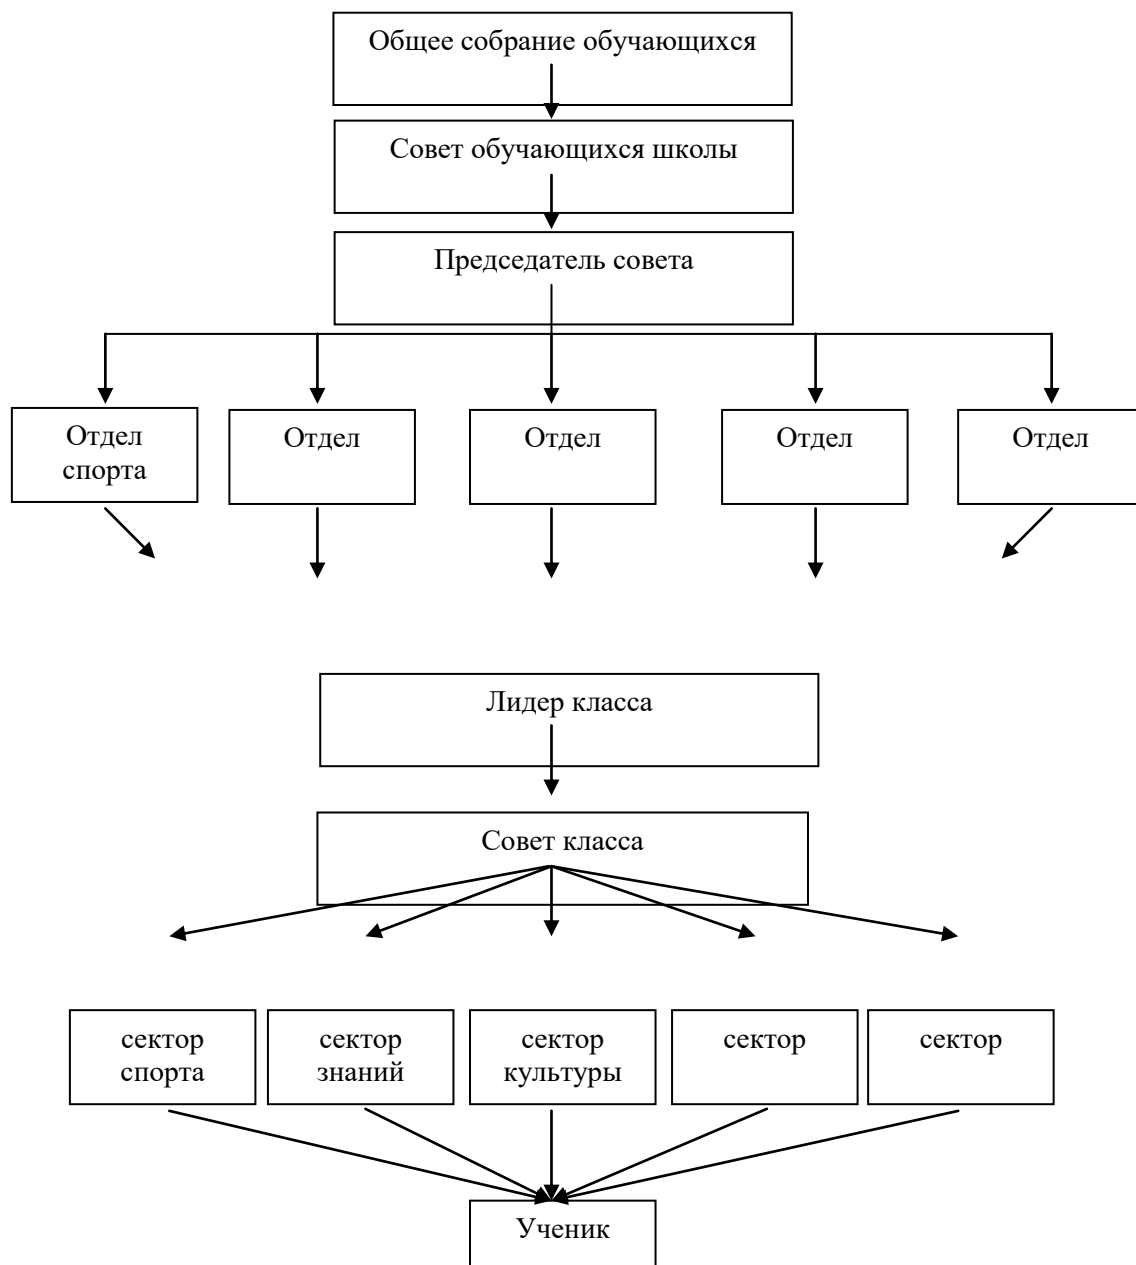 Общее собрание обучающихся
Совет обучающихся школы
Председатель совета
Отдел
спорта
Отдел
Отдел
Отдел
Отдел
Лидер класса
Совет класса
сектор
спорта
сектор
знаний
сектор
культуры
сектор
сектор
Ученик